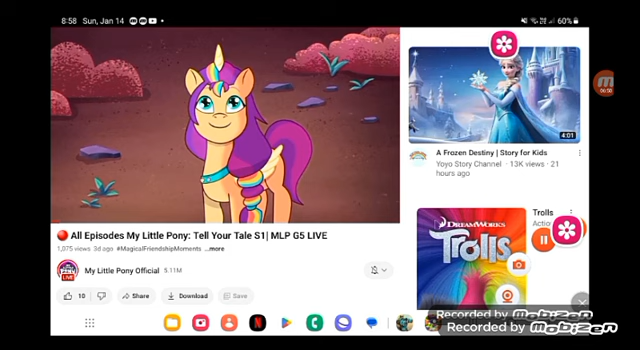 8:58 Sun, Jan 14
60%
4:01
A Frozen Destiny | Story for Kids
Yoyo Story Channel · 13K views · 21
hours ago
DREAMWORKS
Trolls
Trolls
🔴 All Episodes My Little Pony: Tell Your Tale S1| MLP G5 LIVE
1,075 views 3d ago #MagicalFriendshipMoments ...more
LIVE
My Little Pony Official 5.11M
10
Share
Download
Save
Recorded by Mobizen
Recorded by Mobizen